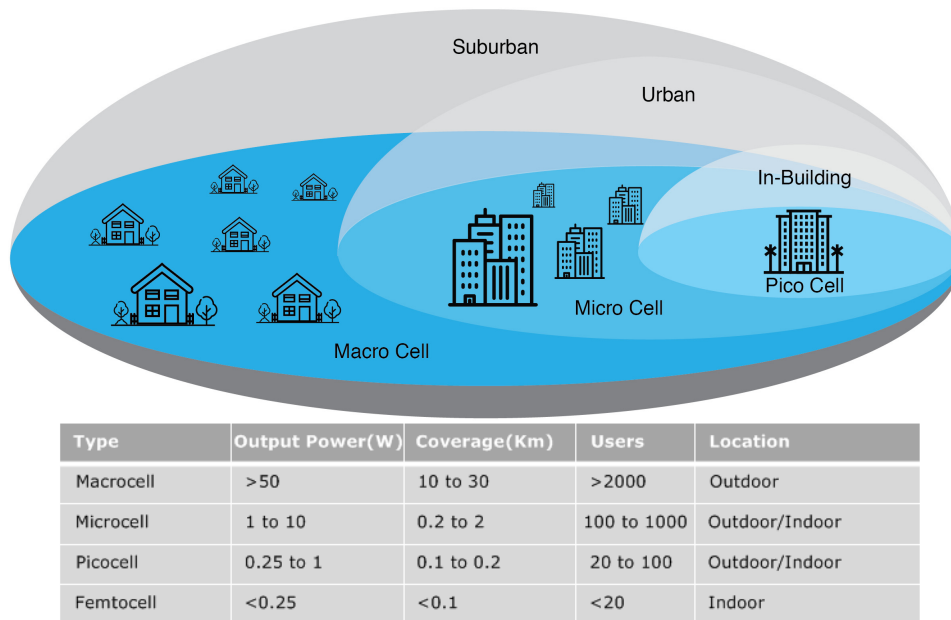 Suburban
Urban
In-Building
Pico Cell
Micro Cell
Macro Cell
Type Output Power(W) Coverage(Km) Users Location
Macrocell >50 10 to 30 >2000 Outdoor
Microcell 1 to 10 0.2 to 2 100 to 1000 Outdoor/Indoor
Picocell 0.25 to 1 0.1 to 0.2 20 to 100 Outdoor/Indoor
Femtocell <0.25 <0.1 <20 Indoor